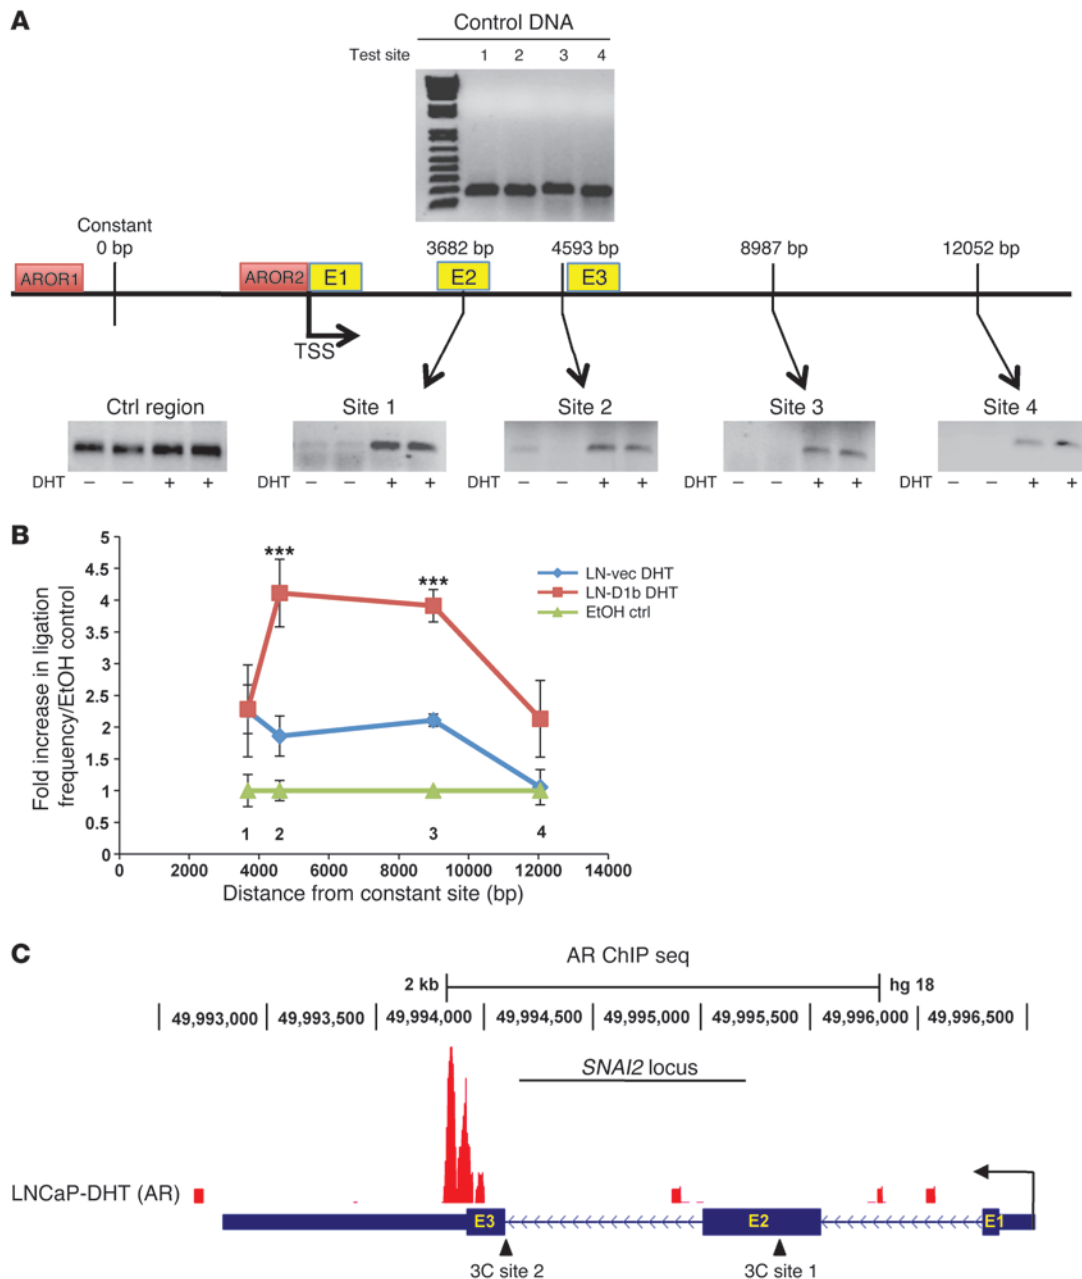 A
Control DNA
Test site 1 2 3 4
Constant
0 bp
3682 bp
4593 bp
8987 bp
12052 bp
AROR1
AROR2
E1
E2
E3
TSS
Ctrl region
Site 1
Site 2
Site 3
Site 4
DHT – – + +
DHT – – + +
DHT – – + +
DHT – – + +
DHT – – + +
B
Fold increase in ligation
frequency/EtOH control
5
4.5
4
3.5
3
2.5
2
1.5
1
0.5
0
*** ***
LN-vec DHT
LN-D1b DHT
EtOH ctrl
1 2 3 4
0 2000 4000 6000 8000 10000 12000 14000
Distance from constant site (bp)
C
AR ChIP seq
2 kb hg 18
49,993,000 49,993,500 49,994,000 49,994,500 49,995,000 49,995,500 49,996,000 49,996,500
SNAI2 locus
LNCaP-DHT (AR)
E3 E2 E1
3C site 2 3C site 1